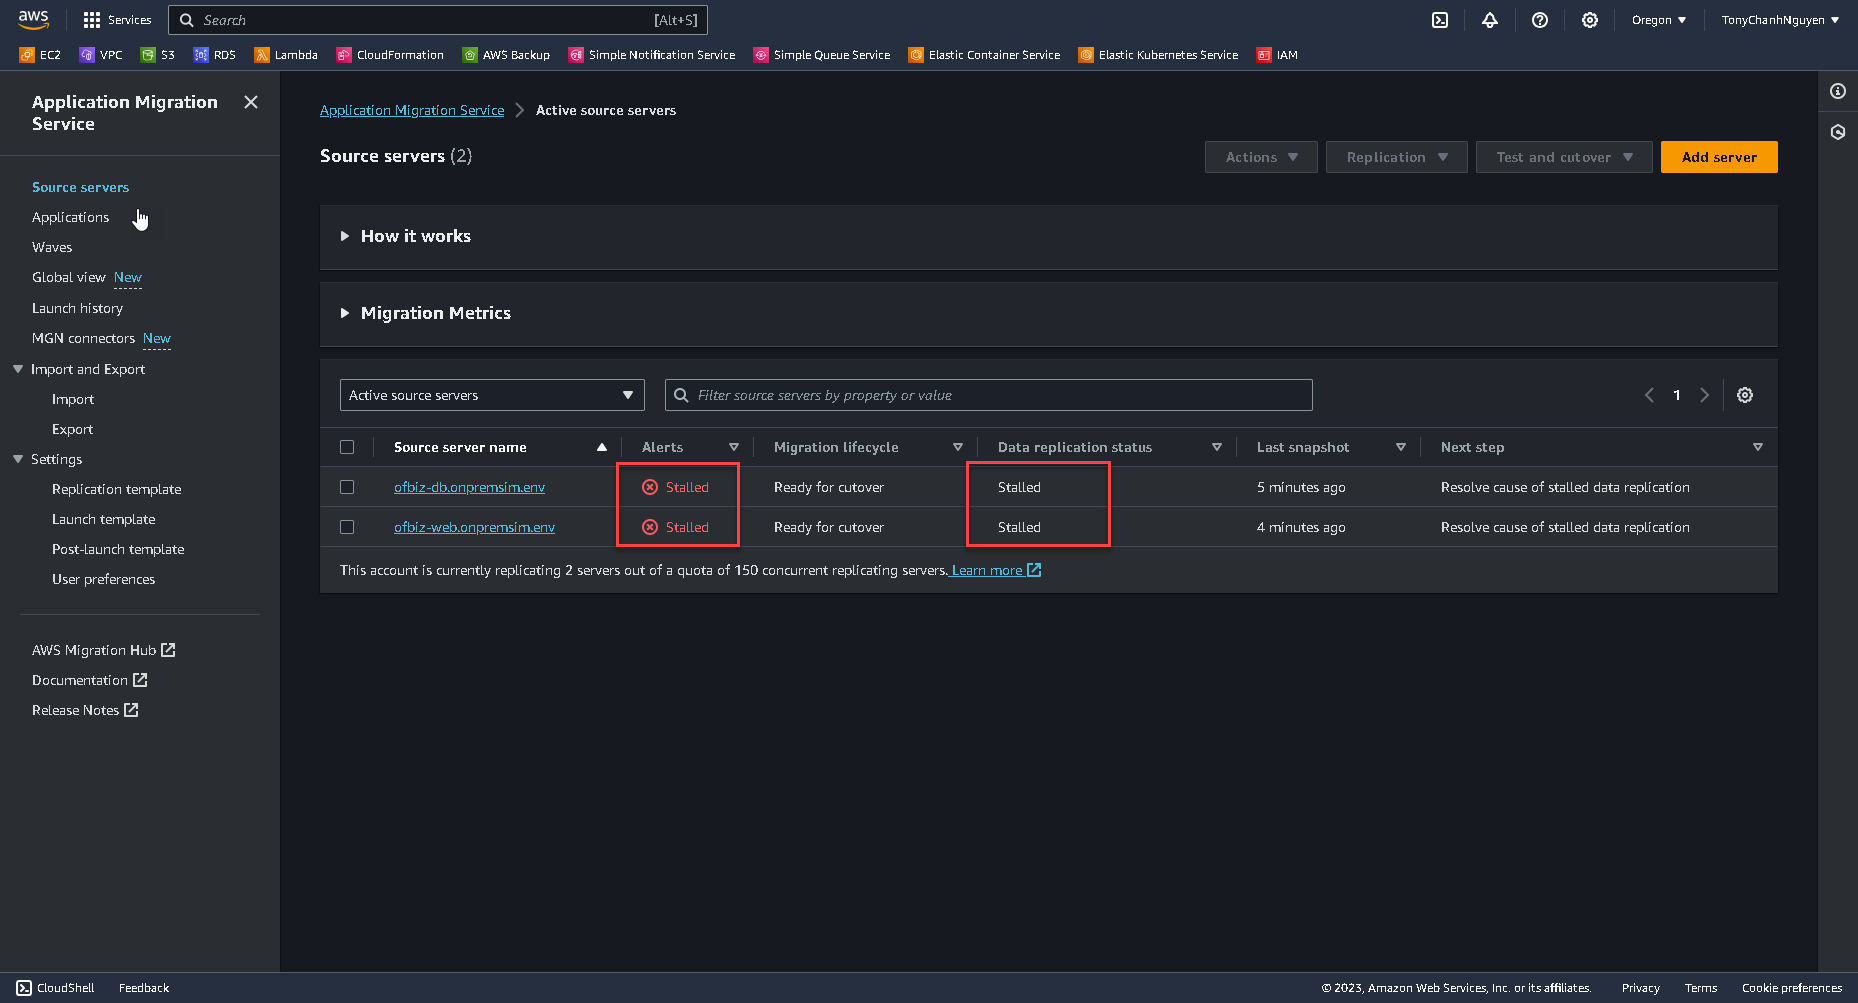 aws Services Search [Alt+S] Oregon TonyChanhNguyen
EC2 VPC S3 RDS Lambda CloudFormation AWS Backup Simple Notification Service Simple Queue Service Elastic Container Service Elastic Kubernetes Service IAM
Application Migration
Service
Source servers
Applications
Waves
Global view New
Launch history
MGN connectors New
Import and Export
Import
Export
Settings
Replication template
Launch template
Post-launch template
User preferences
AWS Migration Hub
Documentation
Release Notes
Application Migration Service Active source servers
Source servers (2) Actions Replication Test and cutover Add server
How it works
Migration Metrics
Active source servers Filter source servers by property or value 1
Source server name Alerts Migration lifecycle Data replication status Last snapshot Next step
ofbiz-db.onpremsim.env Stalled Ready for cutover Stalled 5 minutes ago Resolve cause of stalled data replication
ofbiz-web.onpremsim.env Stalled Ready for cutover Stalled 4 minutes ago Resolve cause of stalled data replication
This account is currently replicating 2 servers out of a quota of 150 concurrent replicating servers. Learn more
CloudShell Feedback © 2023, Amazon Web Services, Inc. or its affiliates. Privacy Terms Cookie preferences